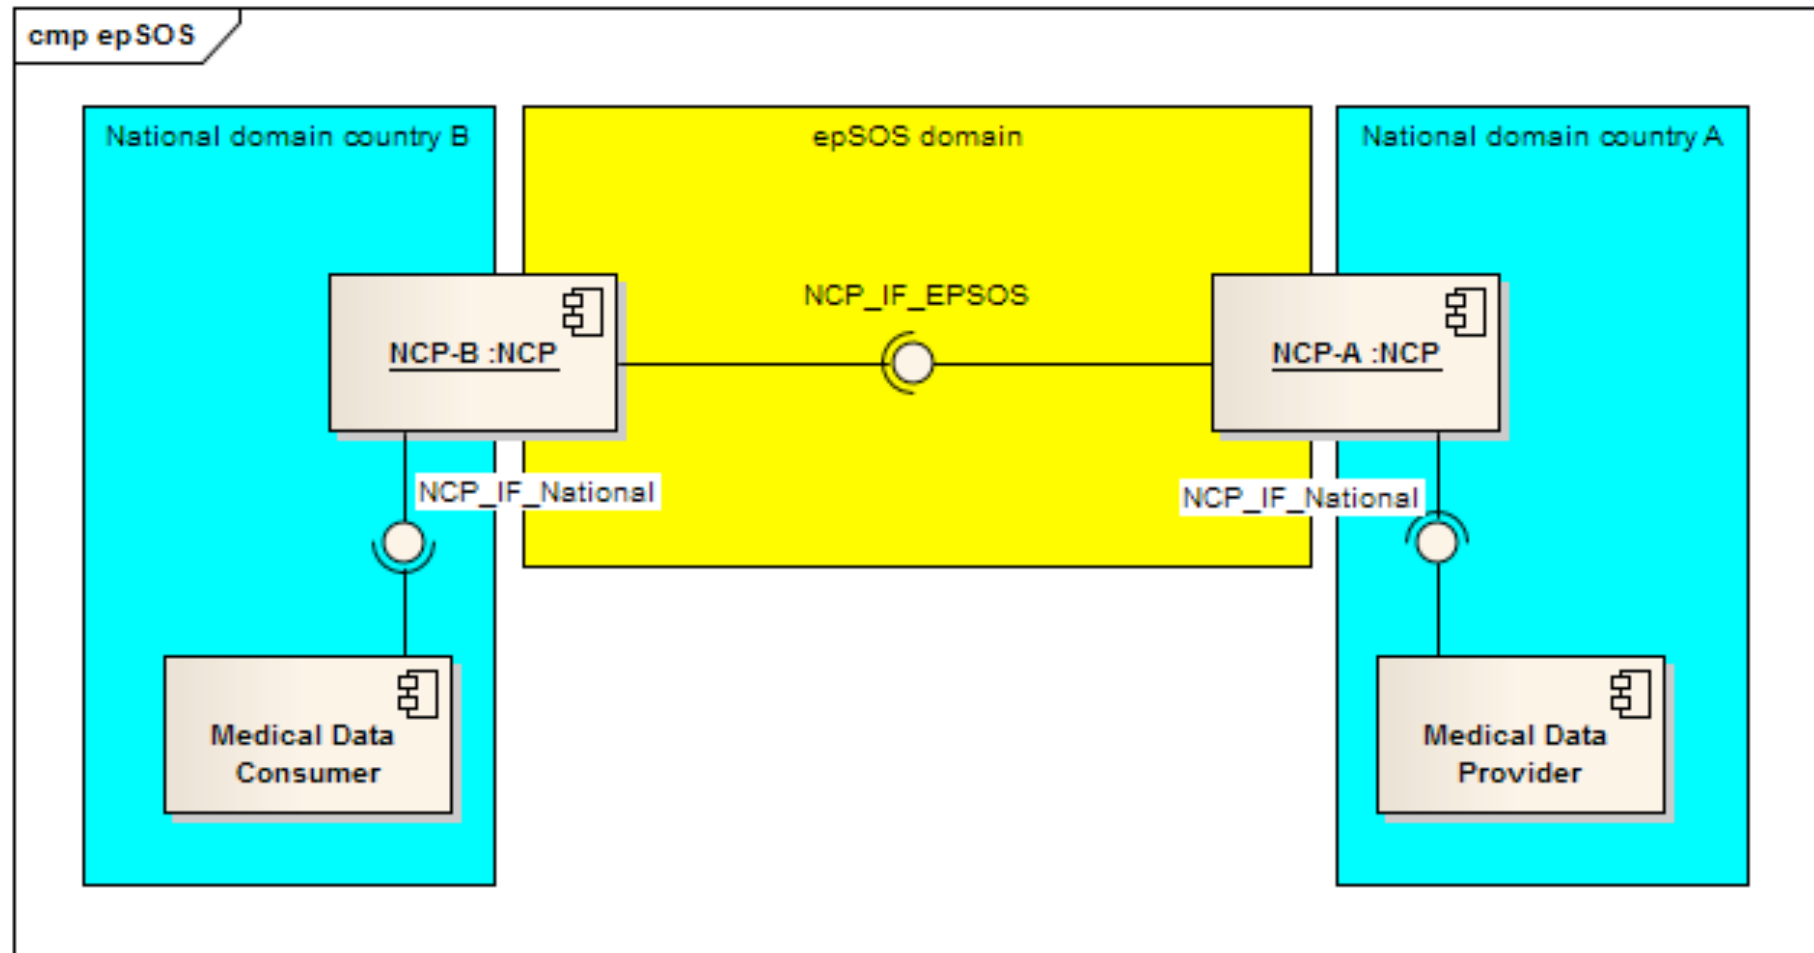 cmp epSOS
National domain country B
epSOS domain
National domain country A
NCP_IF_EPSOS
NCP-B :NCP
NCP-A :NCP
NCP_IF_National
NCP_IF_National
Medical Data
Consumer
Medical Data
Provider